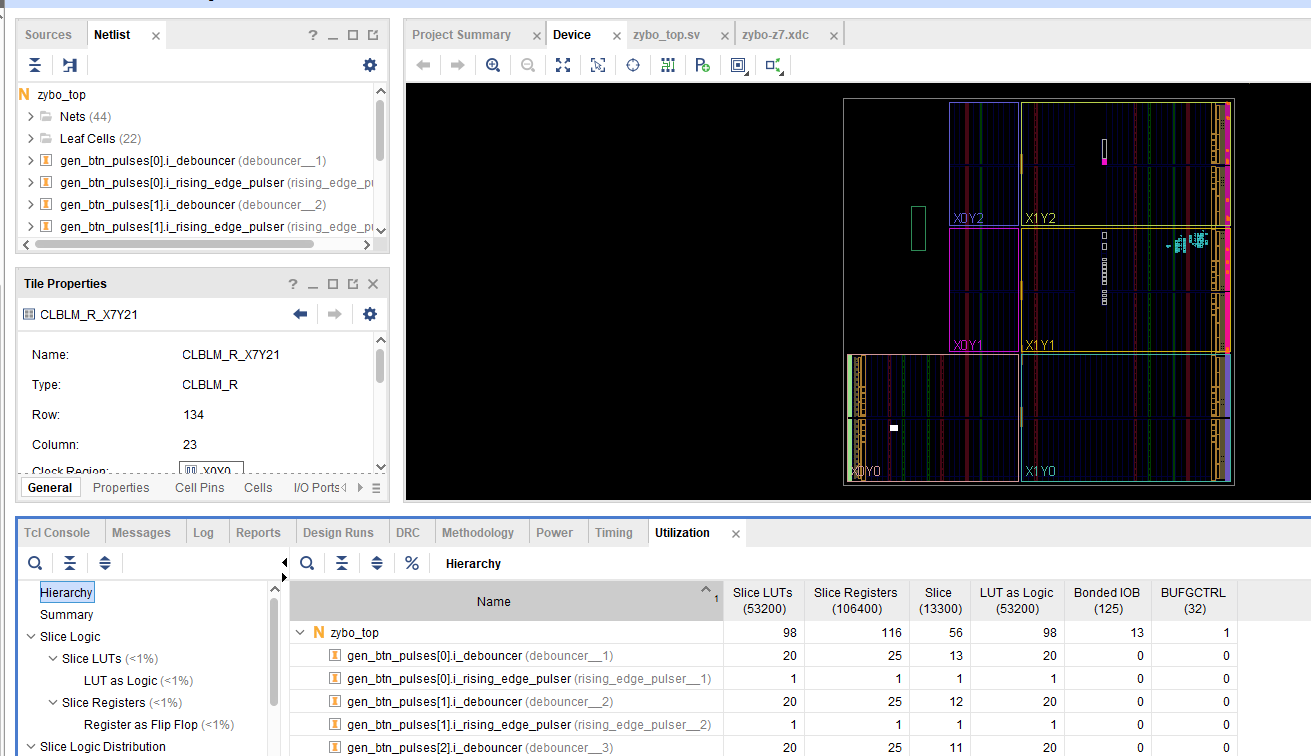 Sources
Netlist
zybo_top
Nets (44)
Leaf Cells (22)
gen_btn_pulses[0].i_debouncer (debouncer__1)
gen_btn_pulses[0].i_rising_edge_pulser (rising_edge_pu
gen_btn_pulses[1].i_debouncer (debouncer__2)
gen_btn_pulses[1].i_rising_edge_pulser (rising_edge_pu
Tile Properties
CLBLM_R_X7Y21
Name: CLBLM_R_X7Y21
Type: CLBLM_R
Row: 134
Column: 23
Clock Region: X0Y0
General Properties Cell Pins Cells I/O Ports
Project Summary Device zybo_top.sv zybo-z7.xdc
X0Y2 X1Y2
X0Y1 X1Y1
X0Y0 X1Y0
Tcl Console Messages Log Reports Design Runs DRC Methodology Power Timing Utilization
Hierarchy
Summary
Slice Logic
Slice LUTs (<1%)
LUT as Logic (<1%)
Slice Registers (<1%)
Register as Flip Flop (<1%)
Slice Logic Distribution
% Hierarchy
Name 1 Slice LUTs (53200) Slice Registers (106400) Slice (13300) LUT as Logic (53200) Bonded IOB (125) BUFGCTRL (32)
N zybo_top 98 116 56 98 13 1
gen_btn_pulses[0].i_debouncer (debouncer__1) 20 25 13 20 0 0
gen_btn_pulses[0].i_rising_edge_pulser (rising_edge_pulser__1) 1 1 1 1 0 0
gen_btn_pulses[1].i_debouncer (debouncer__2) 20 25 12 20 0 0
gen_btn_pulses[1].i_rising_edge_pulser (rising_edge_pulser__2) 1 1 1 1 0 0
gen_btn_pulses[2].i_debouncer (debouncer__3) 20 25 11 20 0 0